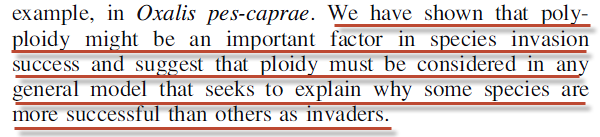 example, in Oxalis pes-caprae. We have shown that poly-
ploidy might be an important factor in species invasion
success and suggest that ploidy must be considered in any
general model that seeks to explain why some species are
more successful than others as invaders.